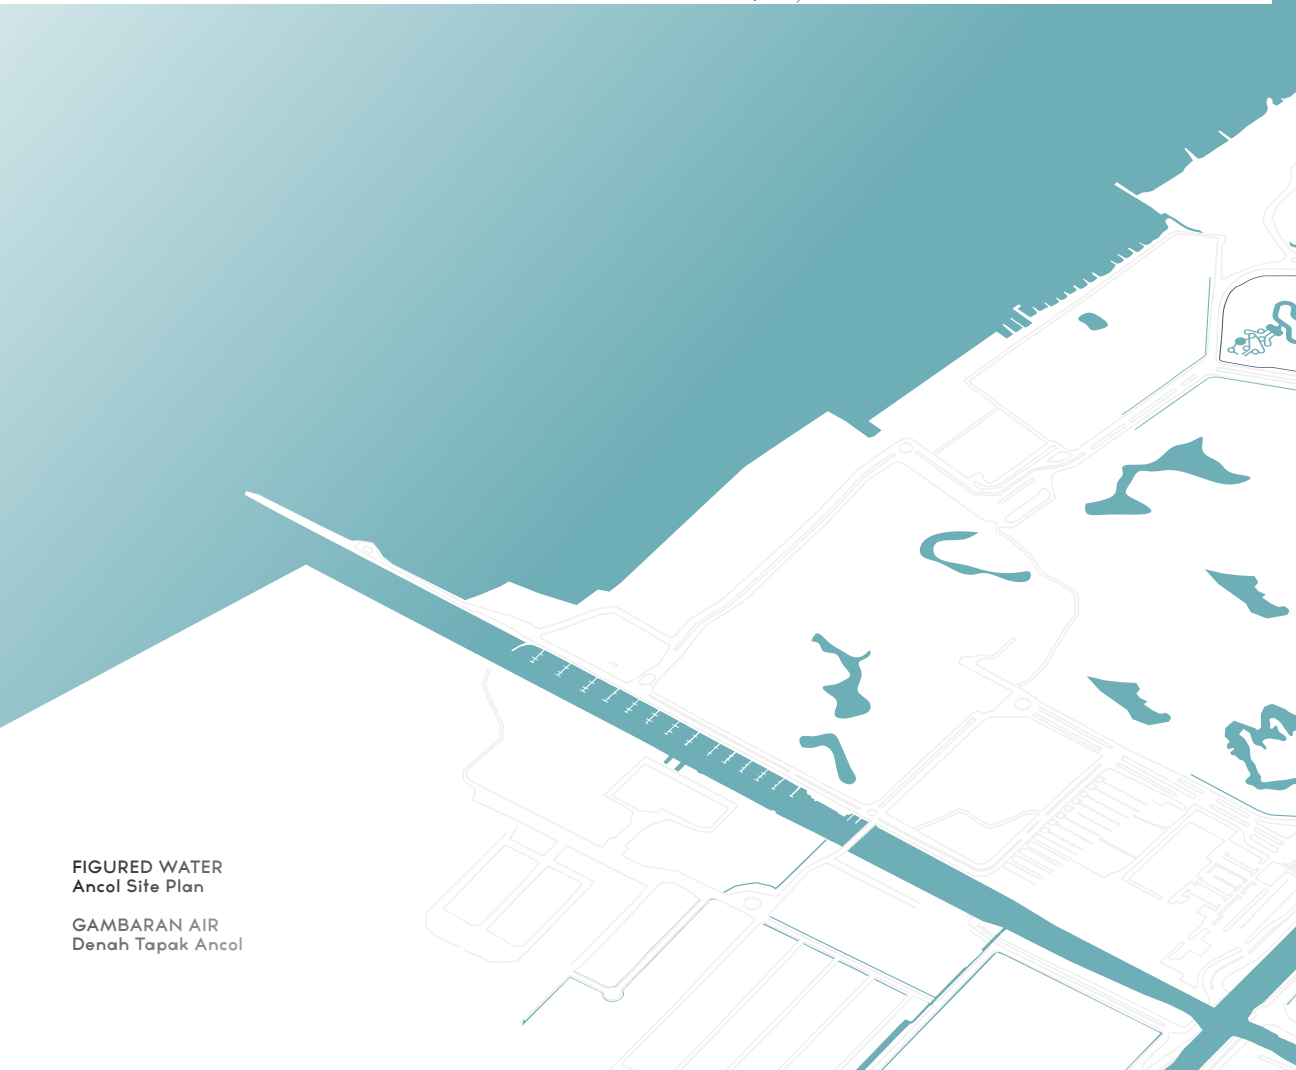 FIGURED WATER
Ancol Site Plan
GAMBARAN AIR
Denah Tapak Ancol